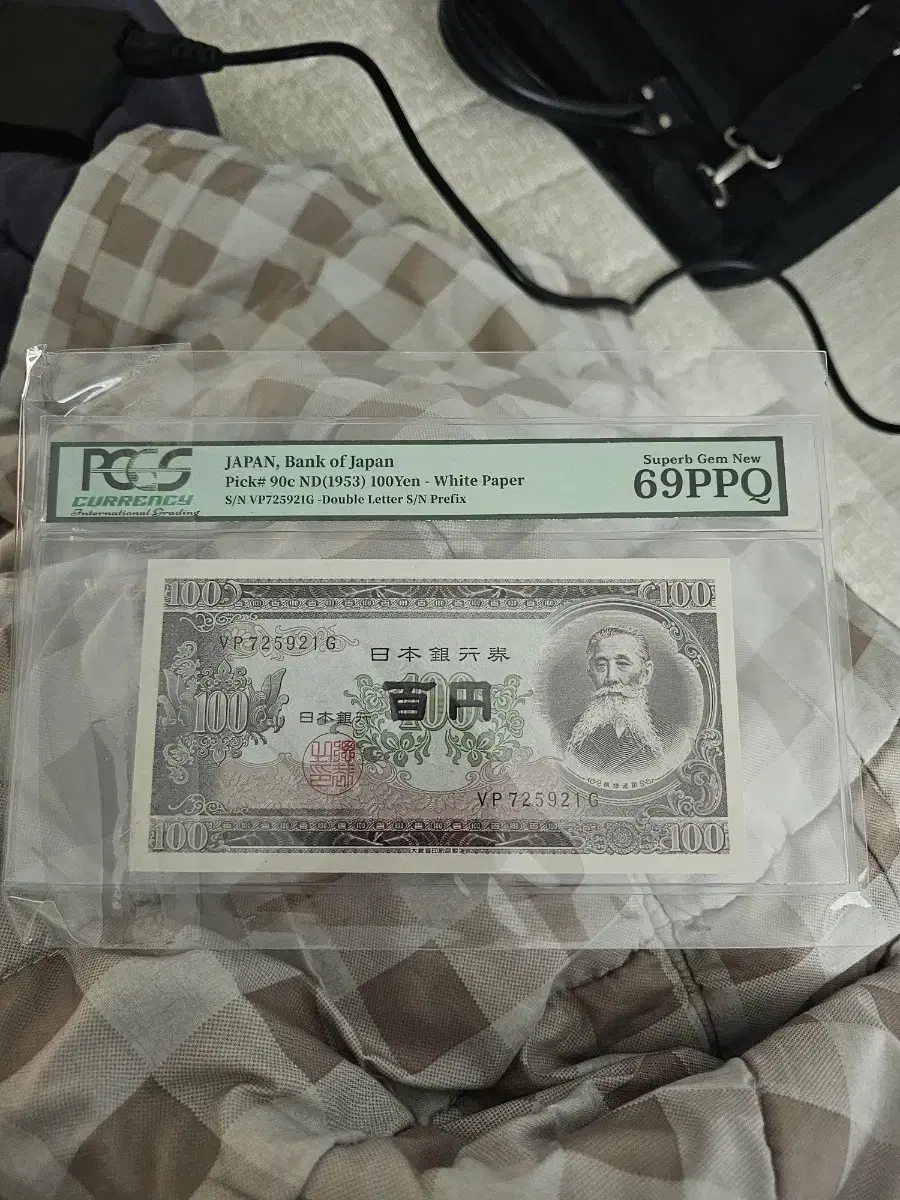 PCGS
CURRENCY
International Grading
JAPAN, Bank of Japan
Pick# 90c ND(1953) 100Yen - White Paper
S/N VP725921G -Double Letter S/N Prefix
Superb Gem New
69PPQ
100
100
VP725921G
日本銀行券
100
日本銀行
100
百円
VP725921G
100
100